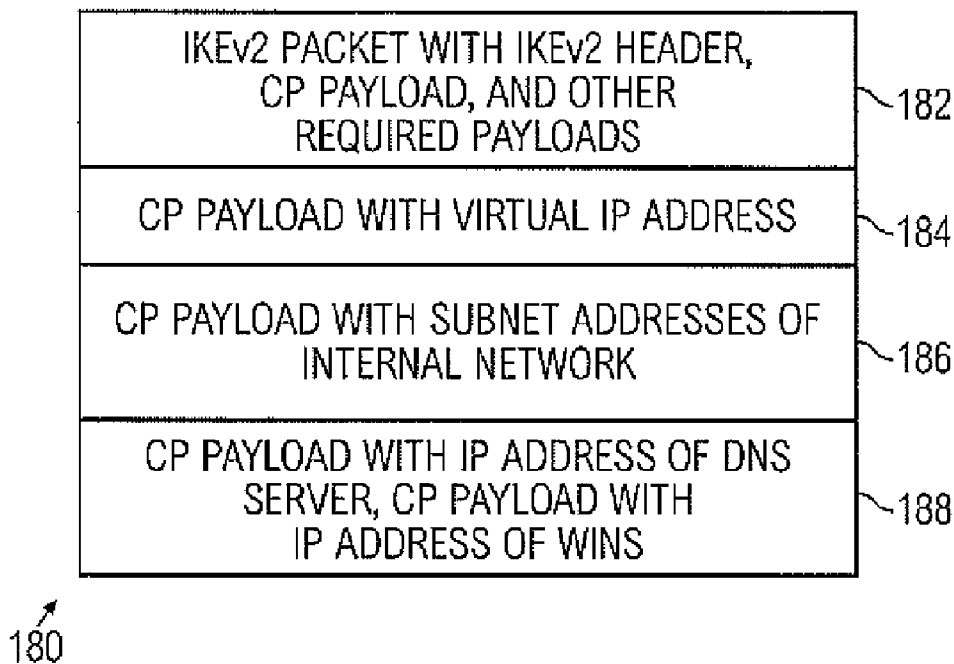 IKEv2 PACKET WITH IKEv2 HEADER,
CP PAYLOAD, AND OTHER
REQUIRED PAYLOADS
182
CP PAYLOAD WITH VIRTUAL IP ADDRESS
184
CP PAYLOAD WITH SUBNET ADDRESSES OF
INTERNAL NETWORK
186
CP PAYLOAD WITH IP ADDRESS OF DNS
SERVER, CP PAYLOAD WITH
IP ADDRESS OF WINS
188
180